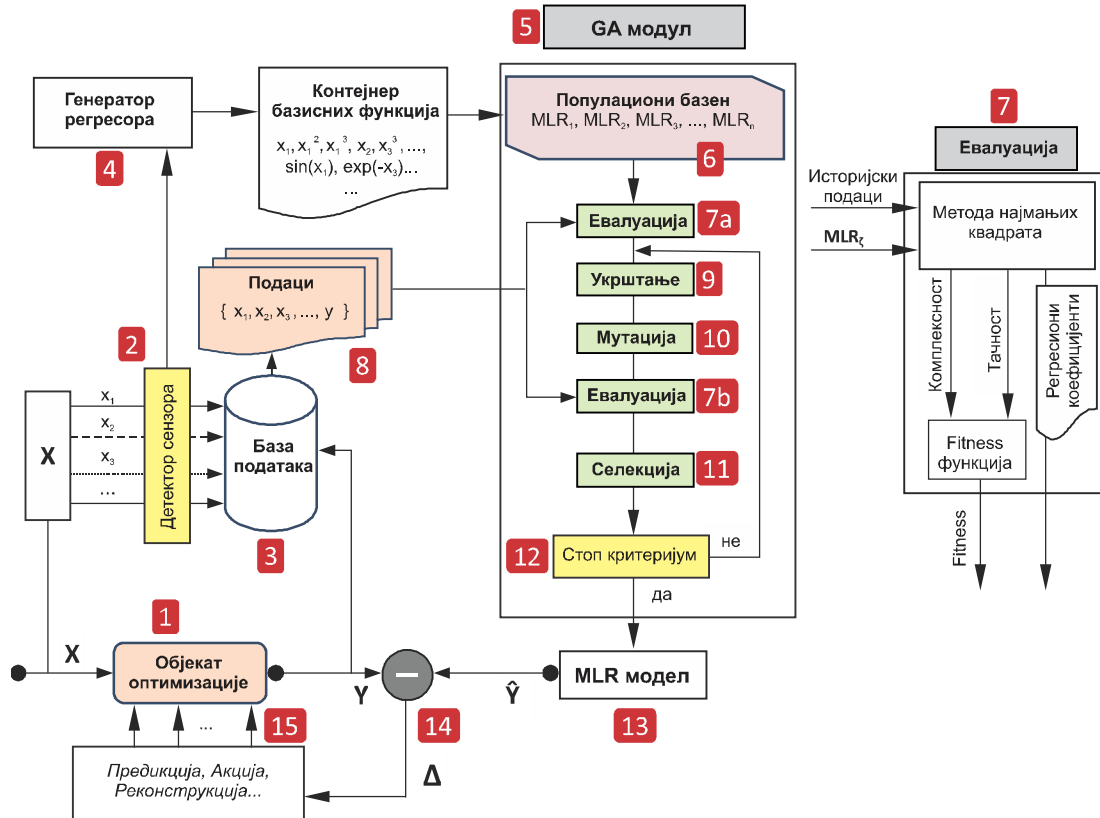 5
GA модул
Генератор
регресора
4
Контејнер
базисних функција
x₁, x₁², x₁³, x₂, x₃³, ...,
sin(x₁), exp(-x₃)...
...
Популациони базен
MLR₁, MLR₂, MLR₃, ..., MLRₙ
6
Евалуација
7a
Укрштање
9
Мутација
10
Евалуација
7b
Селекција
11
12
Стоп критеријум
не
да
7
Евалуација
Историјски
подаци
MLRζ
Метода најмањих
квадрата
Комплексност
Тачност
Регресиони
коефицијенти
Fitness
функција
Fitness
Подаци
{ x₁, x₂, x₃, ..., y }
8
2
X
x₁
x₂
x₃
...
Детектор сензора
База
података
3
1
X
Објекат
оптимизације
Y
–
14
Ŷ
MLR модел
13
15
...
Δ
Предикција, Акција,
Реконструкција...